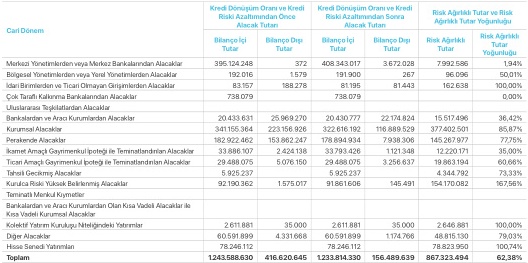 Cari Dönem
Kredi Dönüşüm Oranı ve Kredi Riski Azaltımından Önce Alacak Tutarı
Kredi Dönüşüm Oranı ve Kredi Riski Azaltımından Sonra Alacak Tutarı
Risk Ağırlıklı Tutar ve Risk Ağırlıklı Tutar Yoğunluğu
Bilanço İçi Tutar Bilanço Dışı Tutar Bilanço İçi Tutar Bilanço Dışı Tutar Risk Ağırlıklı Tutar Risk Ağırlıklı Tutar Yoğunluğu
Merkezi Yönetimlerden veya Merkez Bankalarından Alacaklar 395.124.248 372 408.343.017 3.672.028 7.992.586 1,94%
Bölgesel Yönetimlerden veya Yerel Yönetimlerden Alacaklar 192.016 1.579 191.900 267 96.096 50,01%
İdari Birimlerden ve Ticari Olmayan Girişimlerden Alacaklar 83.157 188.278 81.195 81.443 162.638 100,00%
Çok Taraflı Kalkınma Bankalarından Alacaklar 738.079 738.079 0,00%
Uluslararası Teşkilatlardan Alacaklar
Bankalardan ve Aracı Kurumlardan Alacaklar 20.433.631 25.969.270 20.430.777 22.174.824 15.517.496 36,42%
Kurumsal Alacaklar 341.155.364 223.156.926 322.616.192 116.889.529 377.402.501 85,87%
Perakende Alacaklar 182.922.462 153.862.247 178.894.934 7.938.306 145.267.977 77,75%
İkamet Amaçlı Gayrimenkul İpoteği ile Teminatlandırılan Alacaklar 33.886.107 2.424.138 33.793.426 1.121.348 12.220.171 35,00%
Ticari Amaçlı Gayrimenkul İpoteği ile Teminatlandırılan Alacaklar 29.488.075 5.076.150 29.488.075 3.256.637 19.863.194 60,66%
Tahsili Gecikmiş Alacaklar 5.925.237 5.925.237 4.344.792 73,33%
Kurulca Riski Yüksek Belirlenmiş Alacaklar 92.190.362 1.575.017 91.861.606 145.491 154.170.082 167,56%
Teminatlı Menkul Kıymetler
Bankalardan ve Aracı Kurumlardan Olan Kısa Vadeli Alacaklar ile
Kısa Vadeli Kurumsal Alacaklar
Kolektif Yatırım Kuruluşu Niteliğindeki Yatırımlar 2.611.881 35.000 2.611.881 35.000 2.646.881 100,00%
Diğer Alacaklar 60.591.899 4.331.668 60.591.899 1.174.766 48.815.130 79,03%
Hisse Senedi Yatırımları 78.246.112 78.246.112 78.823.950 100,74%
Toplam 1.243.588.630 416.620.645 1.233.814.330 156.489.639 867.323.494 62,38%